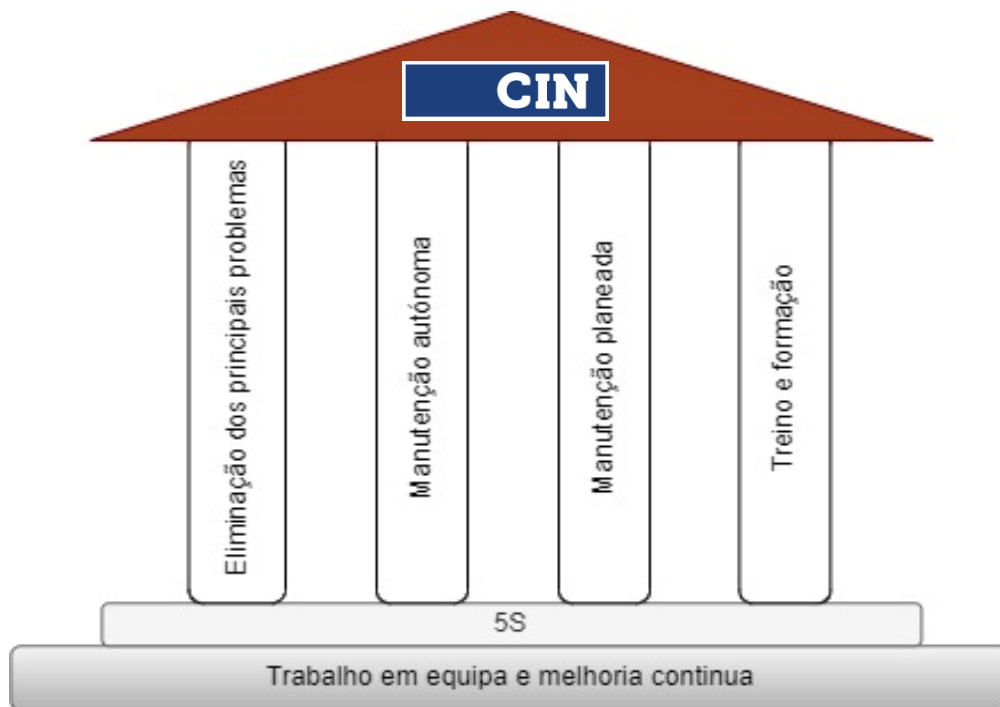 CIN
Eliminação dos principais problemas
Manutenção autónoma
Manutenção planeada
Treino e formação
5S
Trabalho em equipa e melhoria continua